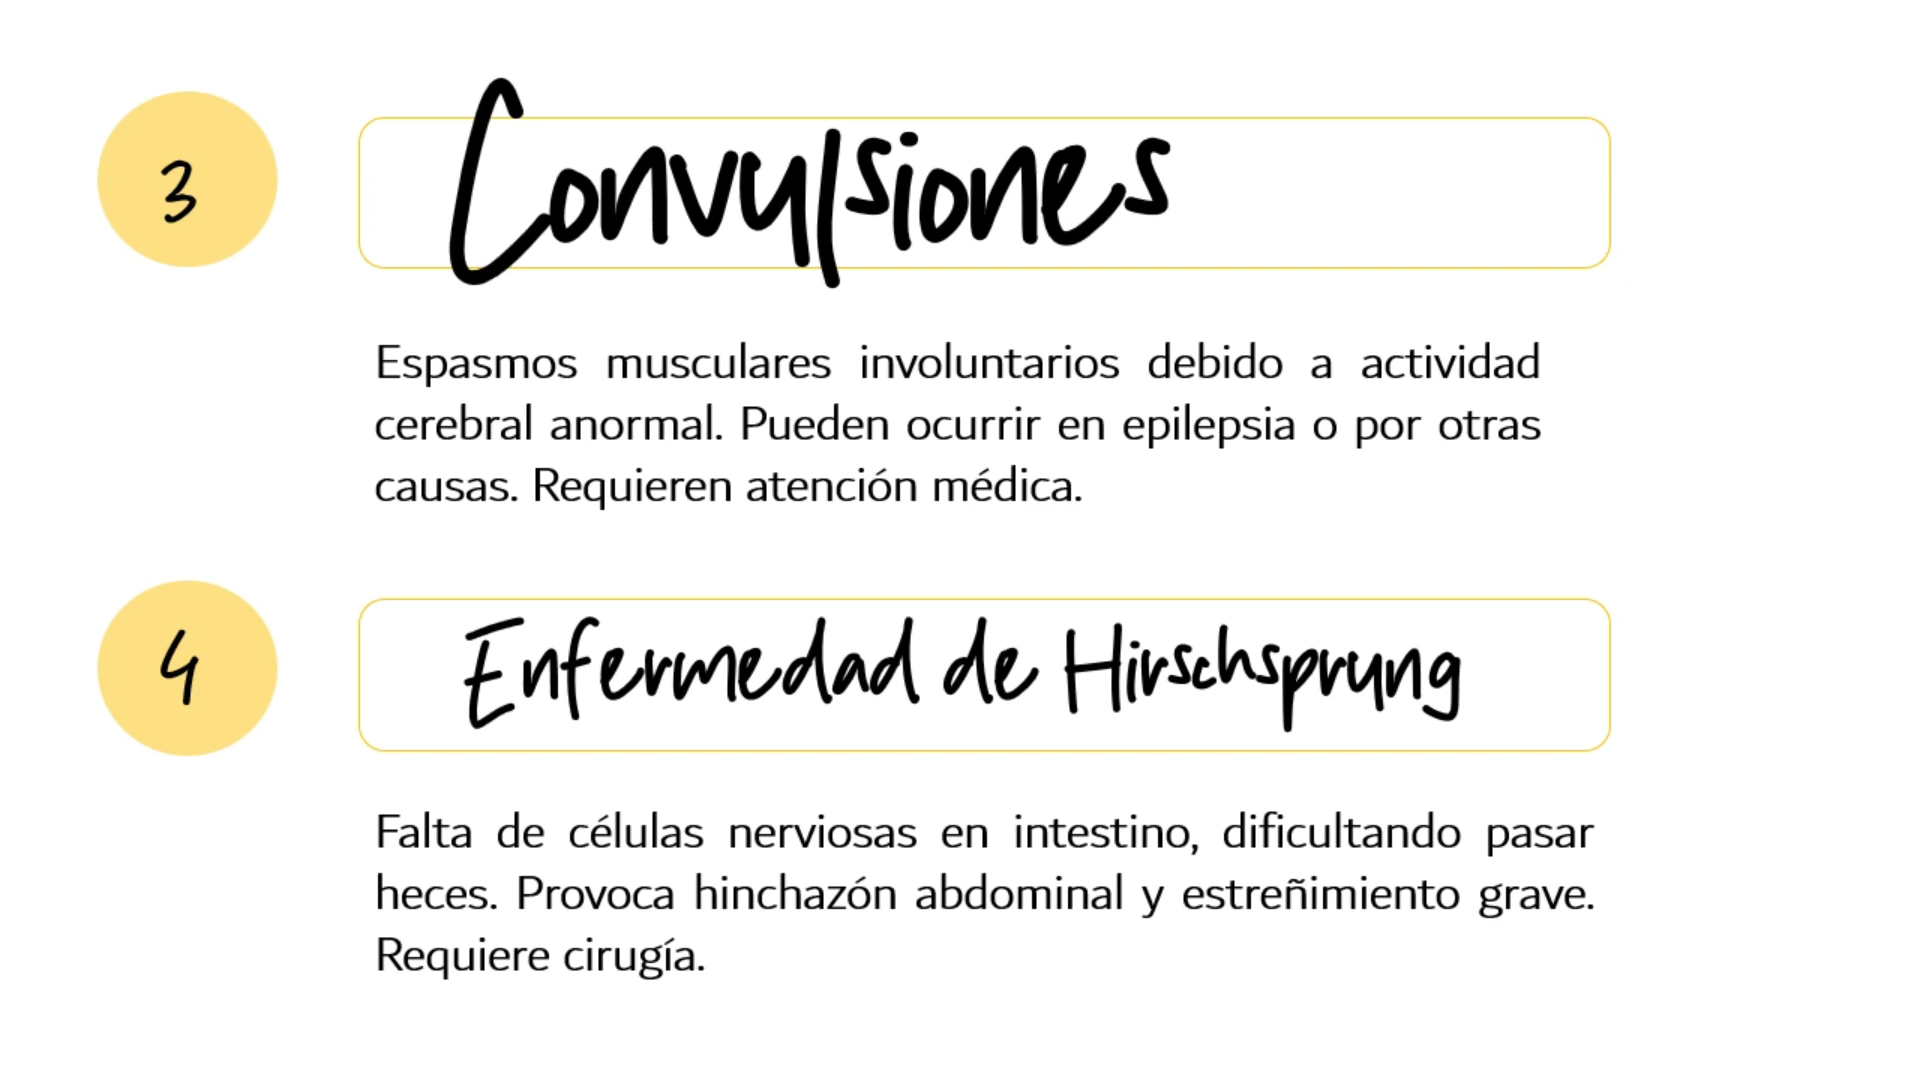 3
Convulsiones
Espasmos musculares involuntarios debido a actividad
cerebral anormal. Pueden ocurrir en epilepsia o por otras
causas. Requieren atención médica.
4
Enfermedad de Hirschsprung
Falta de células nerviosas en intestino, dificultando pasar
heces. Provoca hinchazón abdominal y estreñimiento grave.
Requiere cirugía.